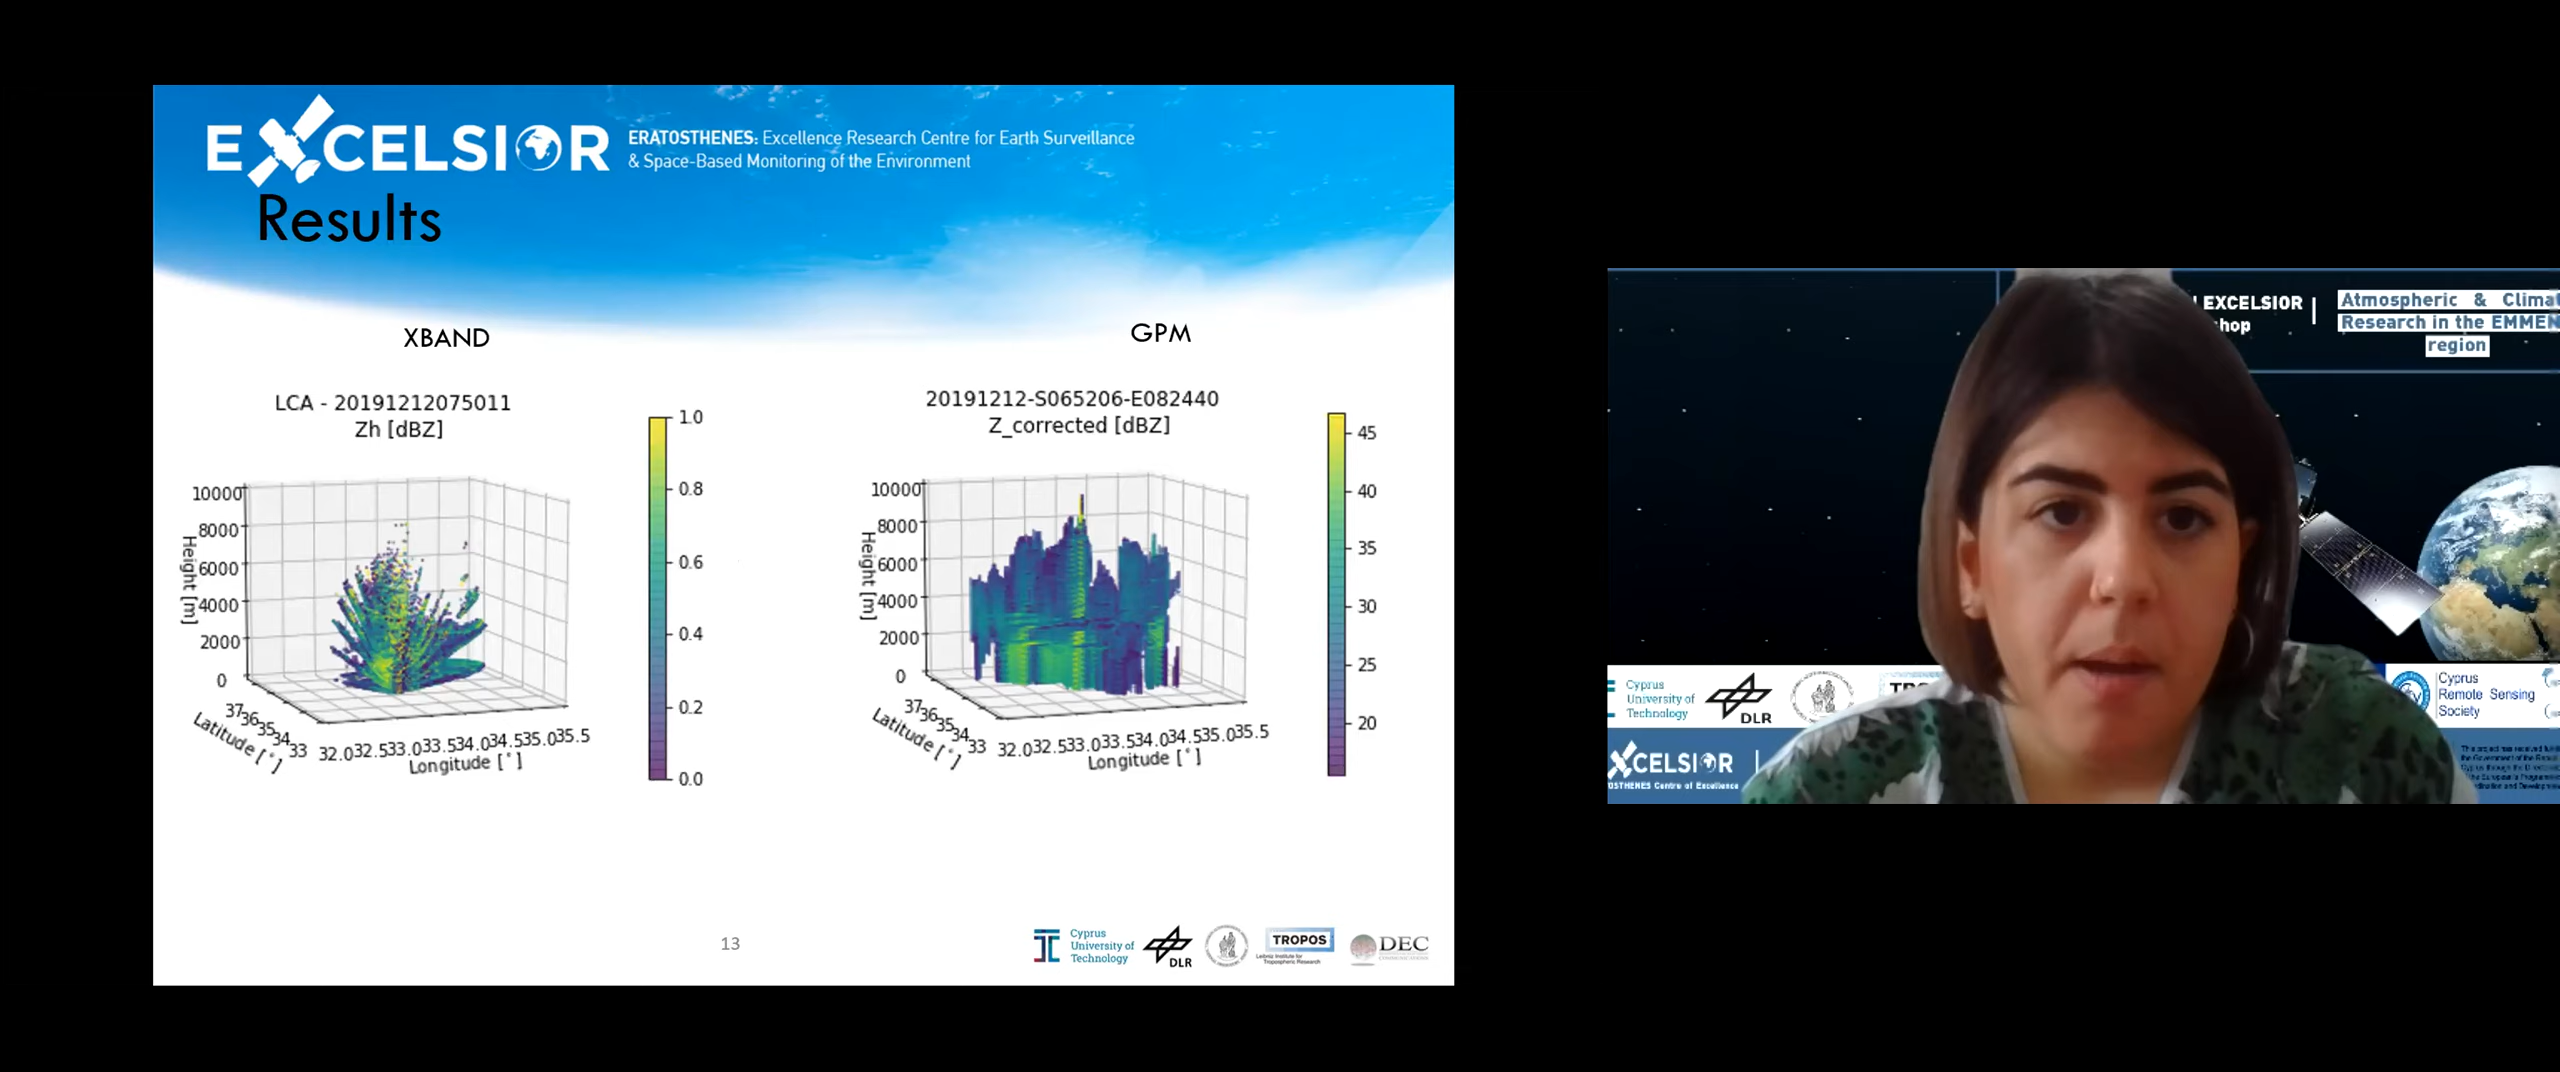 EXCELSIOR
ERATOSTHENES: Excellence Research Centre for Earth Surveillance
& Space-Based Monitoring of the Environment
Results
XBAND
GPM
LCA - 20191212075011
Zh [dBZ]
1.0
0.8
0.6
0.4
0.2
0.0
10000
8000
6000
4000
2000
0
Height [m]
37
36
35
34
33
Latitude [°]
32.0
32.5
33.0
33.5
34.0
34.5
35.0
35.5
Longitude [°]
20191212-S065206-E082440
Z_corrected [dBZ]
45
40
35
30
25
20
10000
8000
6000
4000
2000
0
Height [m]
37
36
35
34
33
Latitude [°]
32.0
32.5
33.0
33.5
34.0
34.5
35.0
35.5
Longitude [°]
13
Cyprus
University of
Technology
DLR
TROPOS
Leibniz Institute for
Tropospheric Research
DEC
EXCELSIOR
hop
Atmospheric & Climat
Research in the EMMEN
region
Cyprus
University of
Technology
DLR
Cyprus
Remote Sensing
Society
XCELSIOR
OSTHENES Centre of Excellence